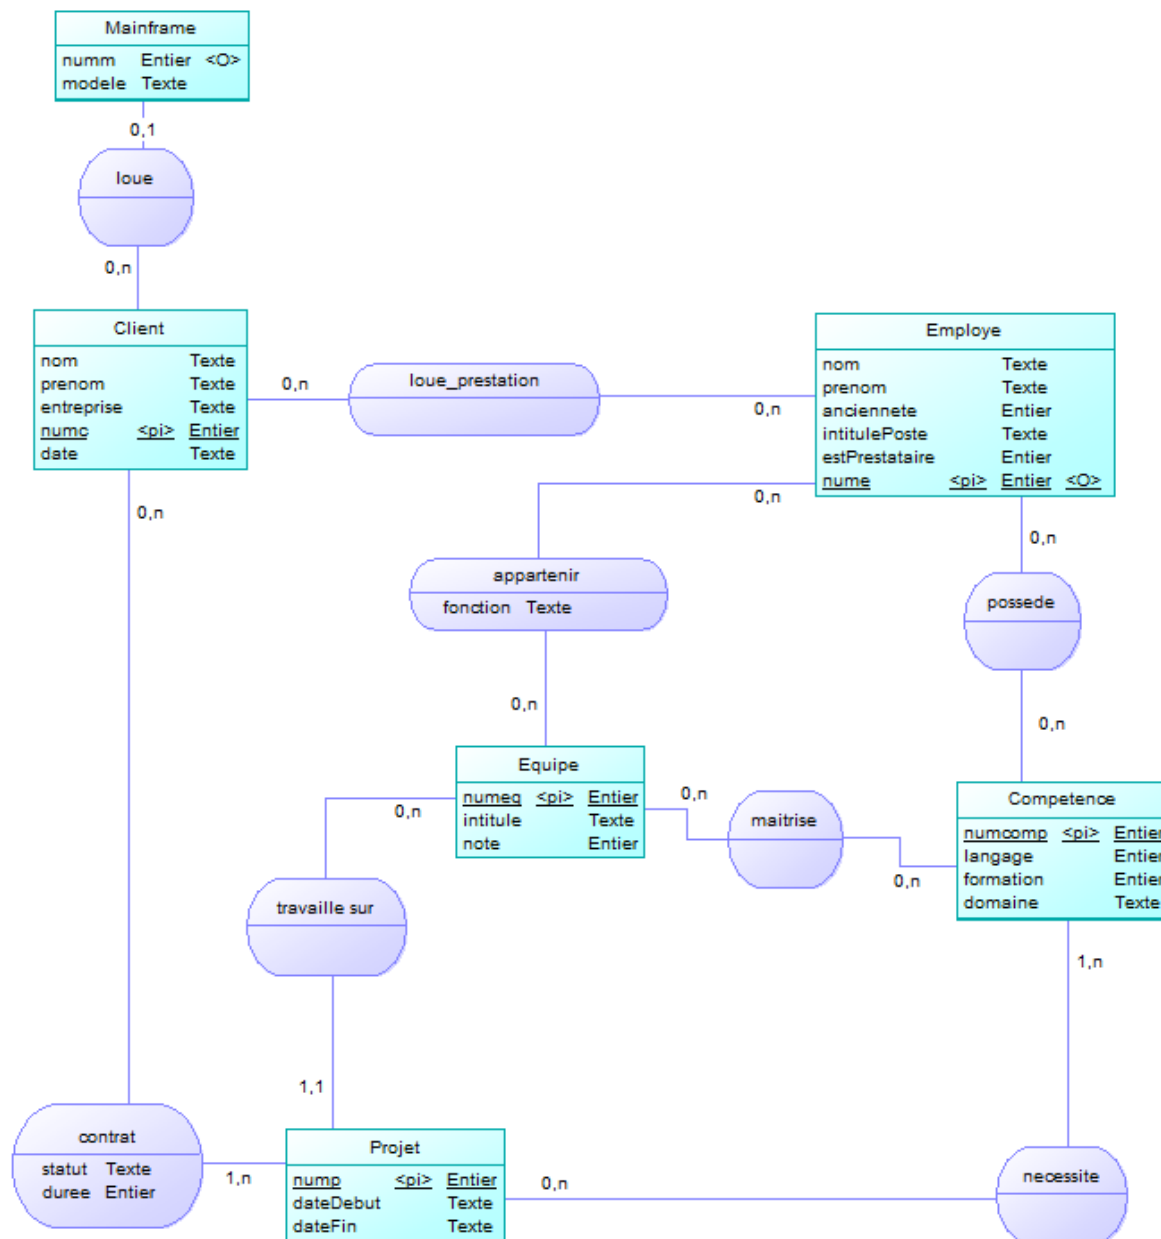 Mainframe
numm Entier <O>
modele Texte
0,1
loue
0,n
Client
nom Texte
prenom Texte
entreprise Texte
numc <pi> Entier
date Texte
0,n
loue_prestation
0,n
Employe
nom Texte
prenom Texte
anciennete Entier
intitulePoste Texte
estPrestataire Entier
nume <pi> Entier <O>
0,n
0,n
0,n
appartenir
fonction Texte
possede
0,n
0,n
Equipe
numeq <pi> Entier
intitule Texte
note Entier
0,n
0,n
maitrise
0,n
Competence
numcomp <pi> Entier
langage Entier
formation Entier
domaine Texte
travaille sur
1,n
1,1
contrat
statut Texte
duree Entier
1,n
Projet
nump <pi> Entier
dateDebut Texte
dateFin Texte
0,n
necessite